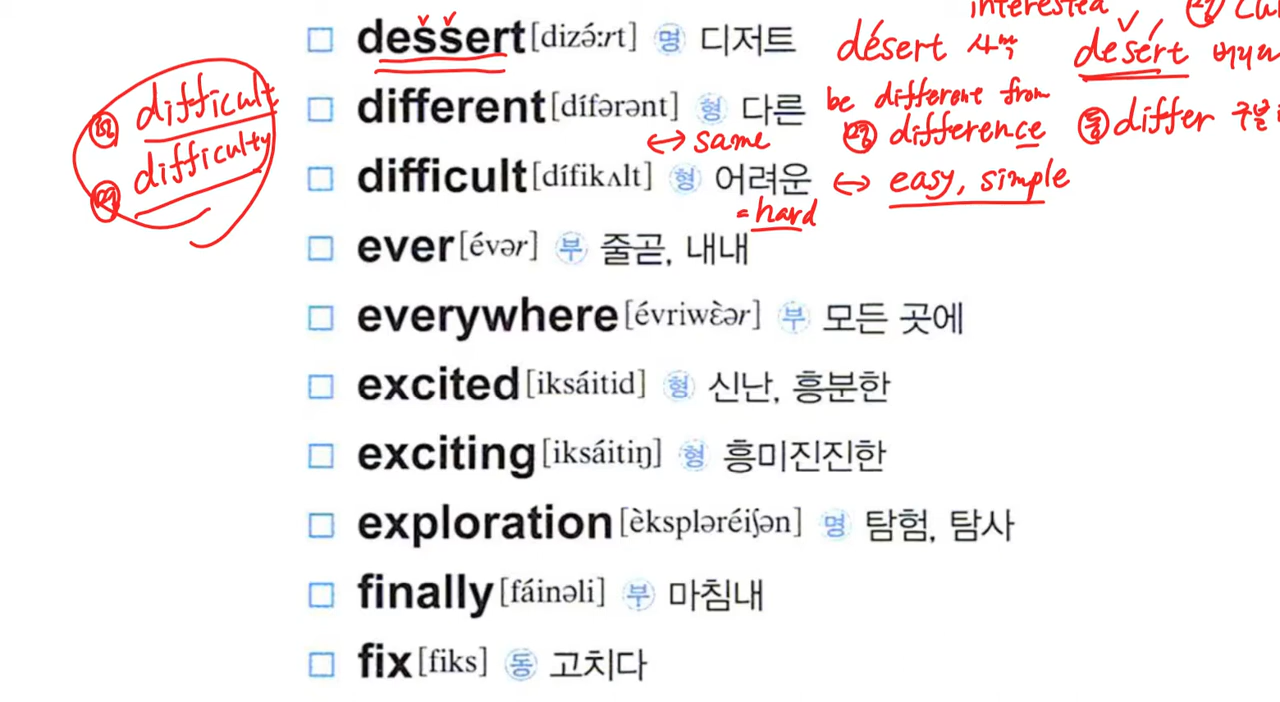 interested
dessert [dizə́ːrt] 명 디저트 désert 사막 desért
different [dífərənt] 형 다른 be different from
형 difficult ↔ same 명 difference 동 differ
명 difficulty
difficult [dífikʌlt] 형 어려운 ↔ easy, simple
= hard
ever [évər] 부 줄곧, 내내
everywhere [évriwɛ̀ər] 부 모든 곳에
excited [iksáitid] 형 신난, 흥분한
exciting [iksáitiŋ] 형 흥미진진한
exploration [èkspləréiʃən] 명 탐험, 탐사
finally [fáinəli] 부 마침내
fix [fiks] 동 고치다